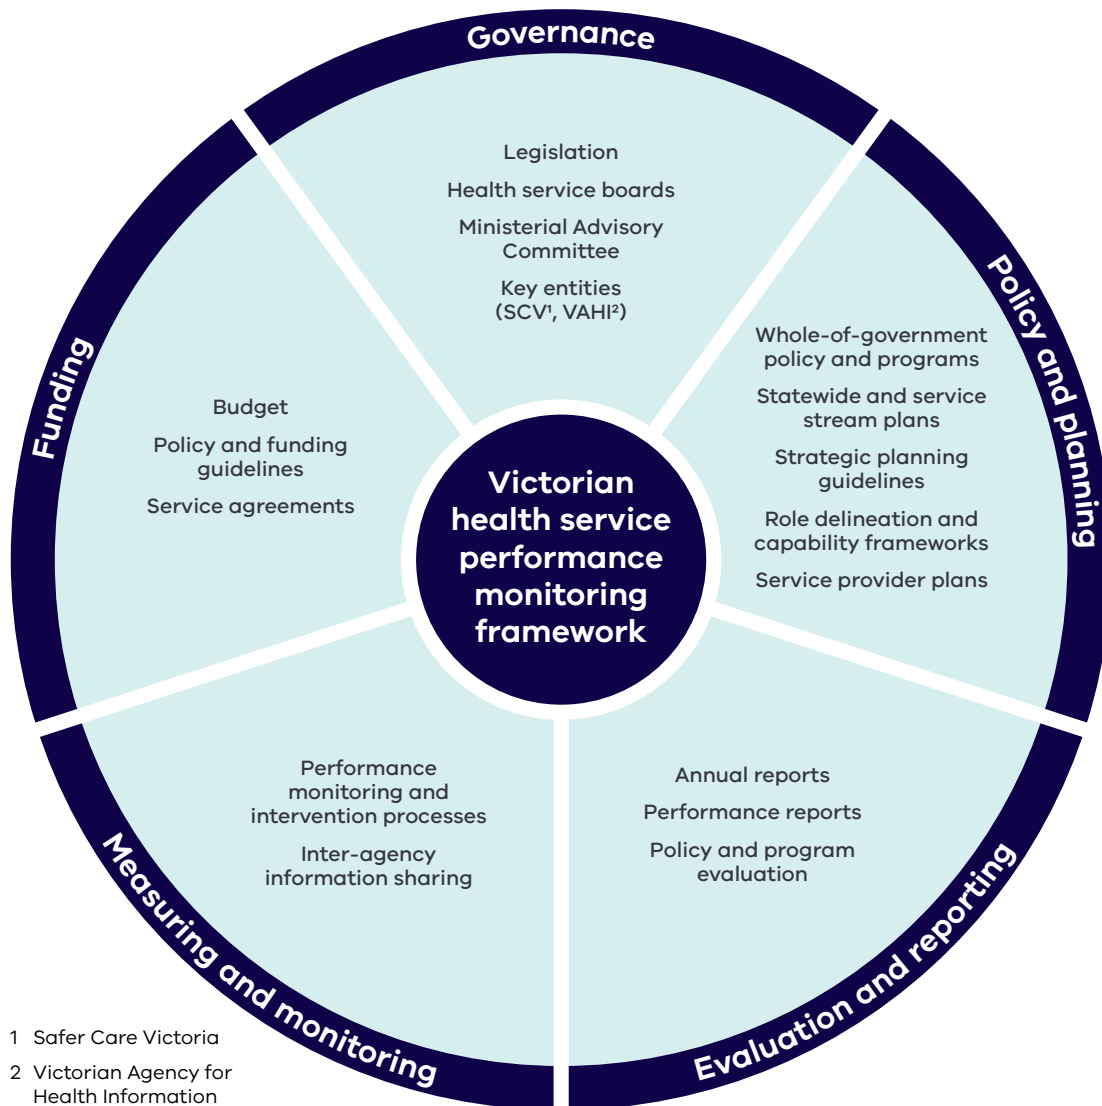 Governance
Legislation
Health service boards
Ministerial Advisory
Committee
Key entities
(SCV¹, VAHI²)
Policy and planning
Whole-of-government
policy and programs
Statewide and service
stream plans
Strategic planning
guidelines
Role delineation and
capability frameworks
Service provider plans
Evaluation and reporting
Annual reports
Performance reports
Policy and program
evaluation
Measuring and monitoring
Performance
monitoring and
intervention processes
Inter-agency
information sharing
Funding
Budget
Policy and funding
guidelines
Service agreements
Victorian
health service
performance
monitoring
framework
1 Safer Care Victoria
2 Victorian Agency for
Health Information